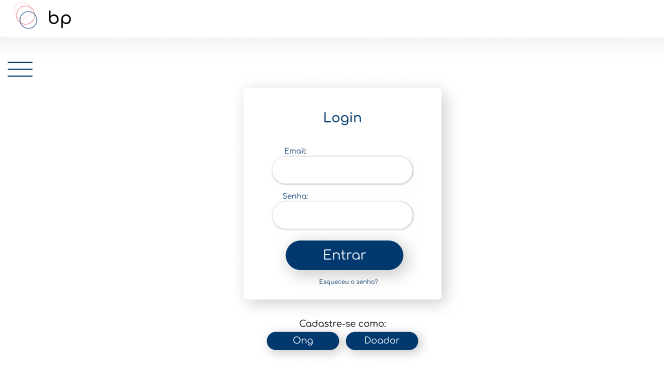 bp
Login
Email:
Senha:
Entrar
Esqueceu a senha?
Cadastre-se como:
Ong
Doador